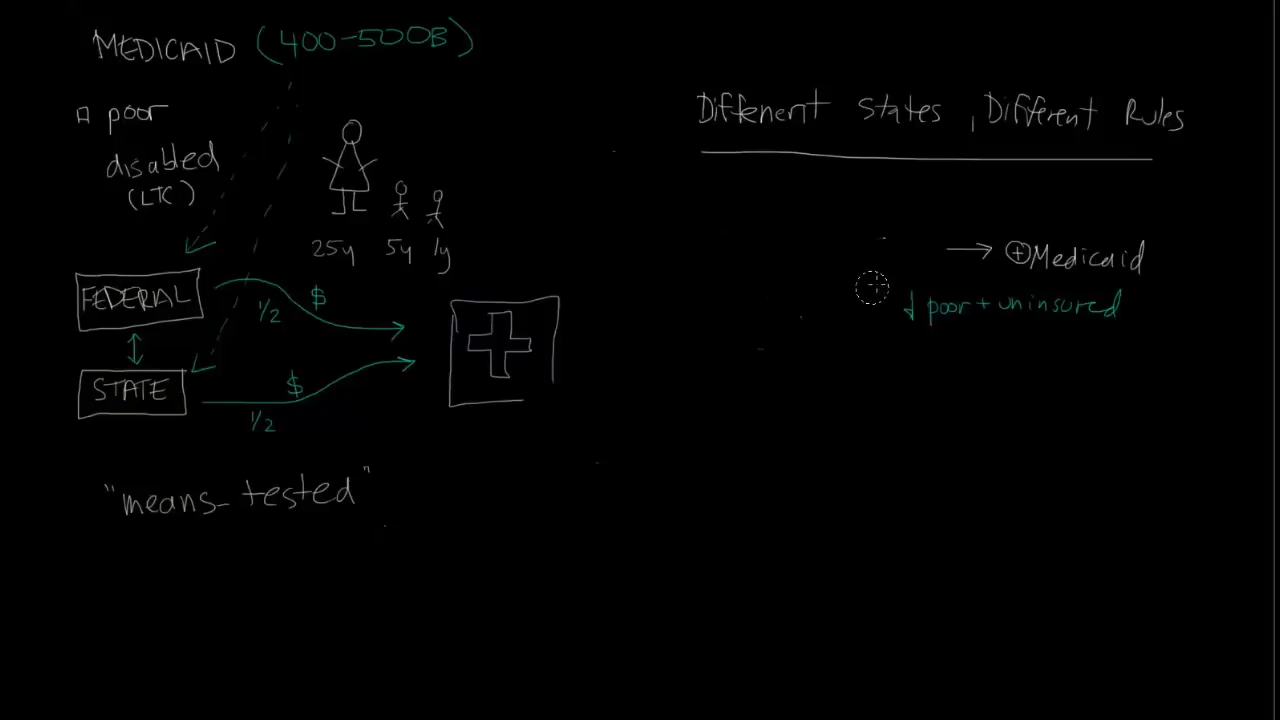 MEDICAID (400-500B)
poor
disabled
(LTC)
25y 5y 1y
FEDERAL
1/2
$
STATE
$
1/2
"means-tested"
Different States, Different Rules
→ ⊕Medicaid
↓ poor + uninsured